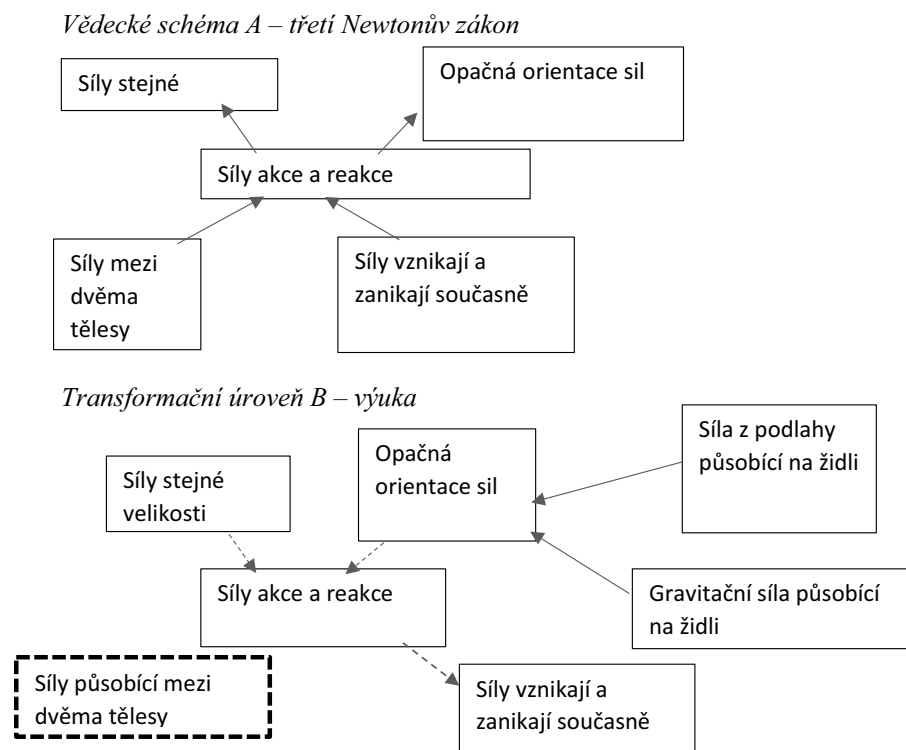 Vědecké schéma A – třetí Newtonův zákon
Síly stejné
Opačná orientace sil
Síly akce a reakce
Síly mezi
dvěma
tělesy
Síly vznikají a
zanikají současně
Transformační úroveň B – výuka
Síly stejné
velikosti
Opačná
orientace sil
Síla z podlahy
působící na židli
Síly akce a reakce
Gravitační síla působící
na židli
Síly působící mezi
dvěma tělesy
Síly vznikají a
zanikají současně